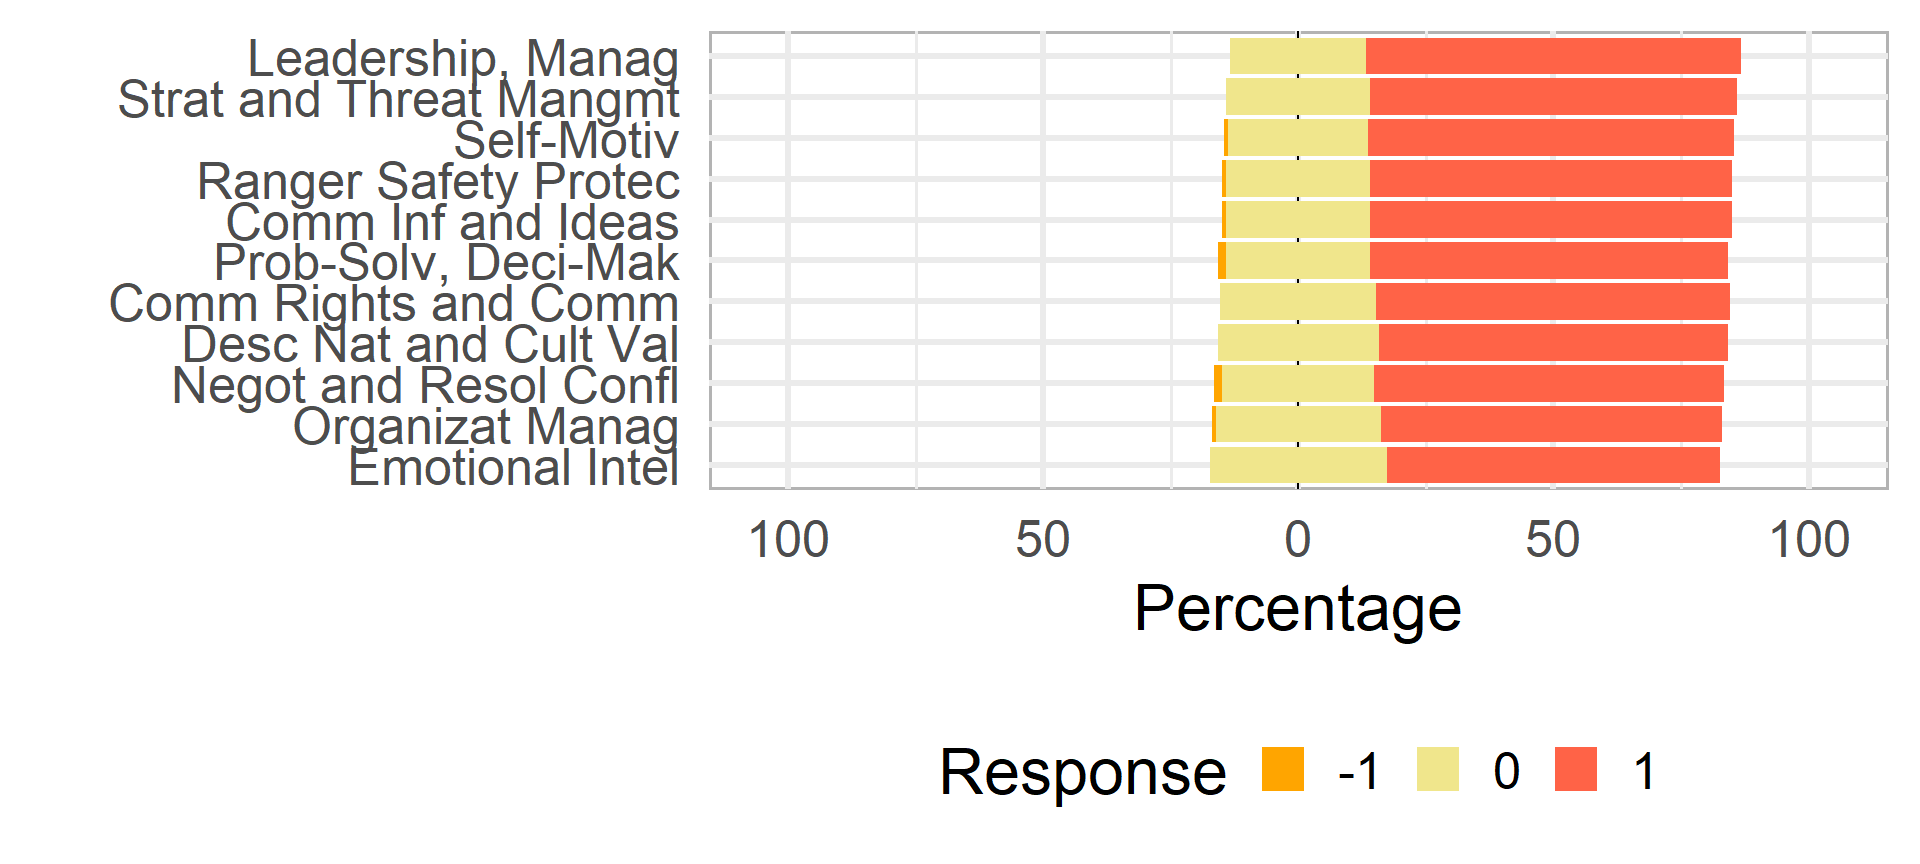 Leadership, Manag
Strat and Threat Mangmt
Self-Motiv
Ranger Safety Protec
Comm Inf and Ideas
Prob-Solv, Deci-Mak
Comm Rights and Comm
Desc Nat and Cult Val
Negot and Resol Confl
Organizat Manag
Emotional Intel
100 50 0 50 100
Percentage
Response -1 0 1